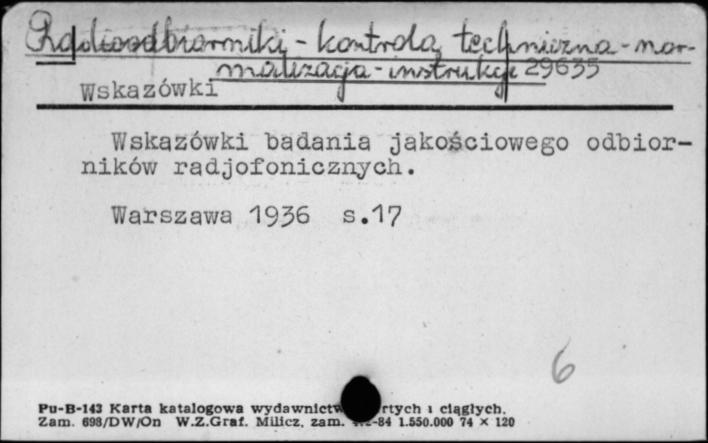 Radioodbiorniki - kontrola techniczna - nor-
malizacja - instrukcje 29635
Wskazówki
Wskazówki badania jakościowego odbior-
ników radjofonicznych.
Warszawa 1936 s.17
6
Pu-B-143 Karta katalogowa wydawnictw rtych i ciągłych.
Zam. 698/DW/On W.Z.Graf. Milicz, zam. -84 1.550.000 74 × 120